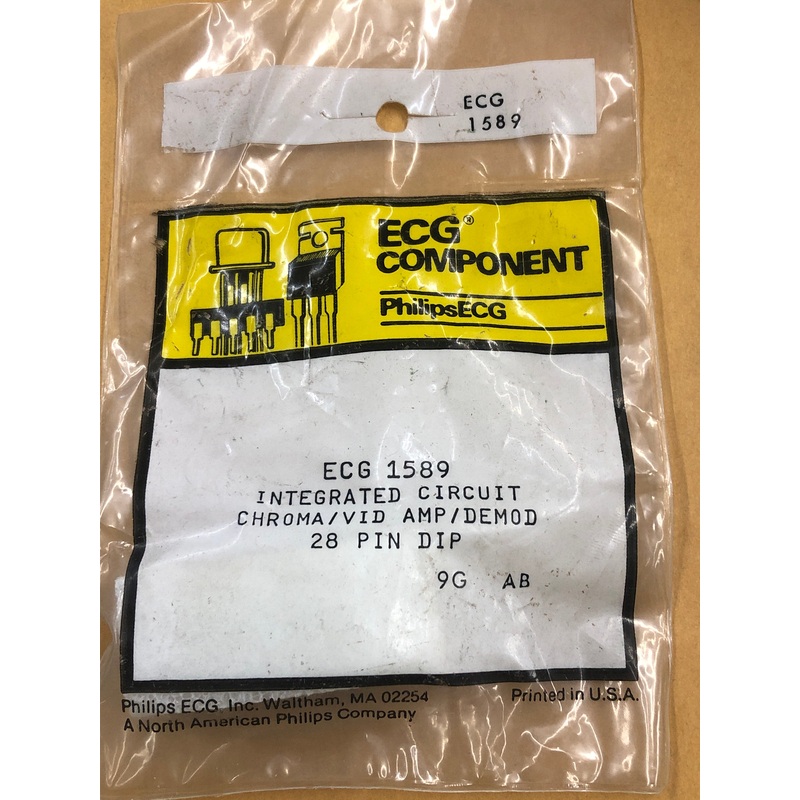 ECG
1589
ECG®
COMPONENT
PhilipsECG
ECG 1589
INTEGRATED CIRCUIT
CHROMA/VID AMP/DEMOD
28 PIN DIP
9G AB
Philips ECG Inc. Waltham, MA 02254 Printed in U.S.A.
A North American Philips Company